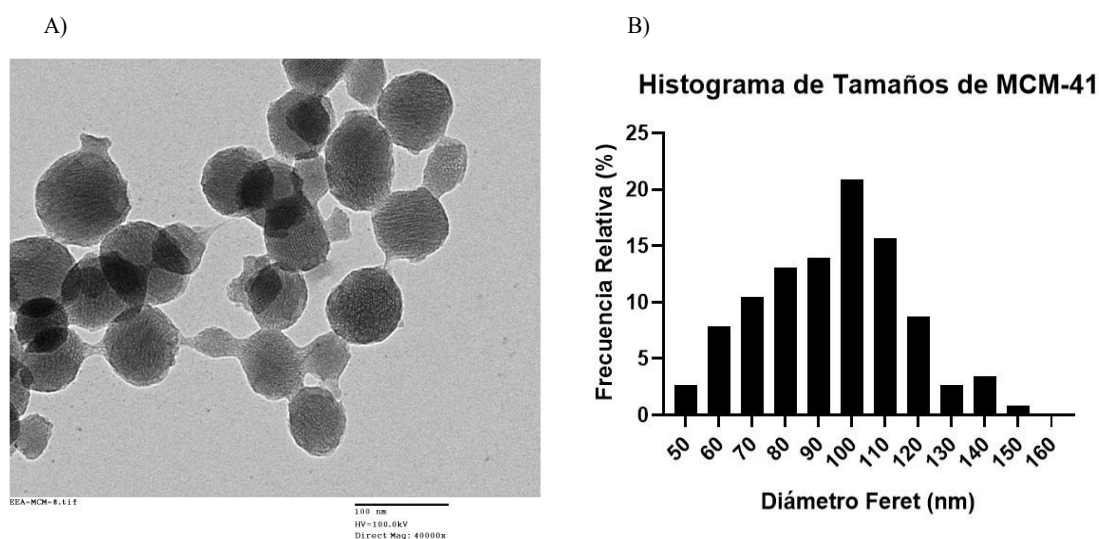 A)
B)
Histograma de Tamaños de MCM-41
Frecuencia Relativa (%)
25
20
15
10
5
0
50 60 70 80 90 100 110 120 130 140 150 160
Diámetro Feret (nm)
EEA-MCM-8.tif
100 nm
HV=100.0kV
Direct Mag: 40000x